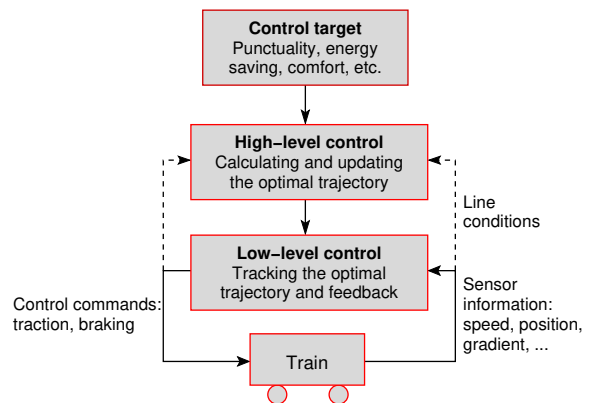 Control target
Punctuality, energy
saving, comfort, etc.
High−level control
Calculating and updating
the optimal trajectory
Line
conditions
Low−level control
Tracking the optimal
trajectory and feedback
Control commands:
traction, braking
Sensor
information:
speed, position,
gradient, ...
Train